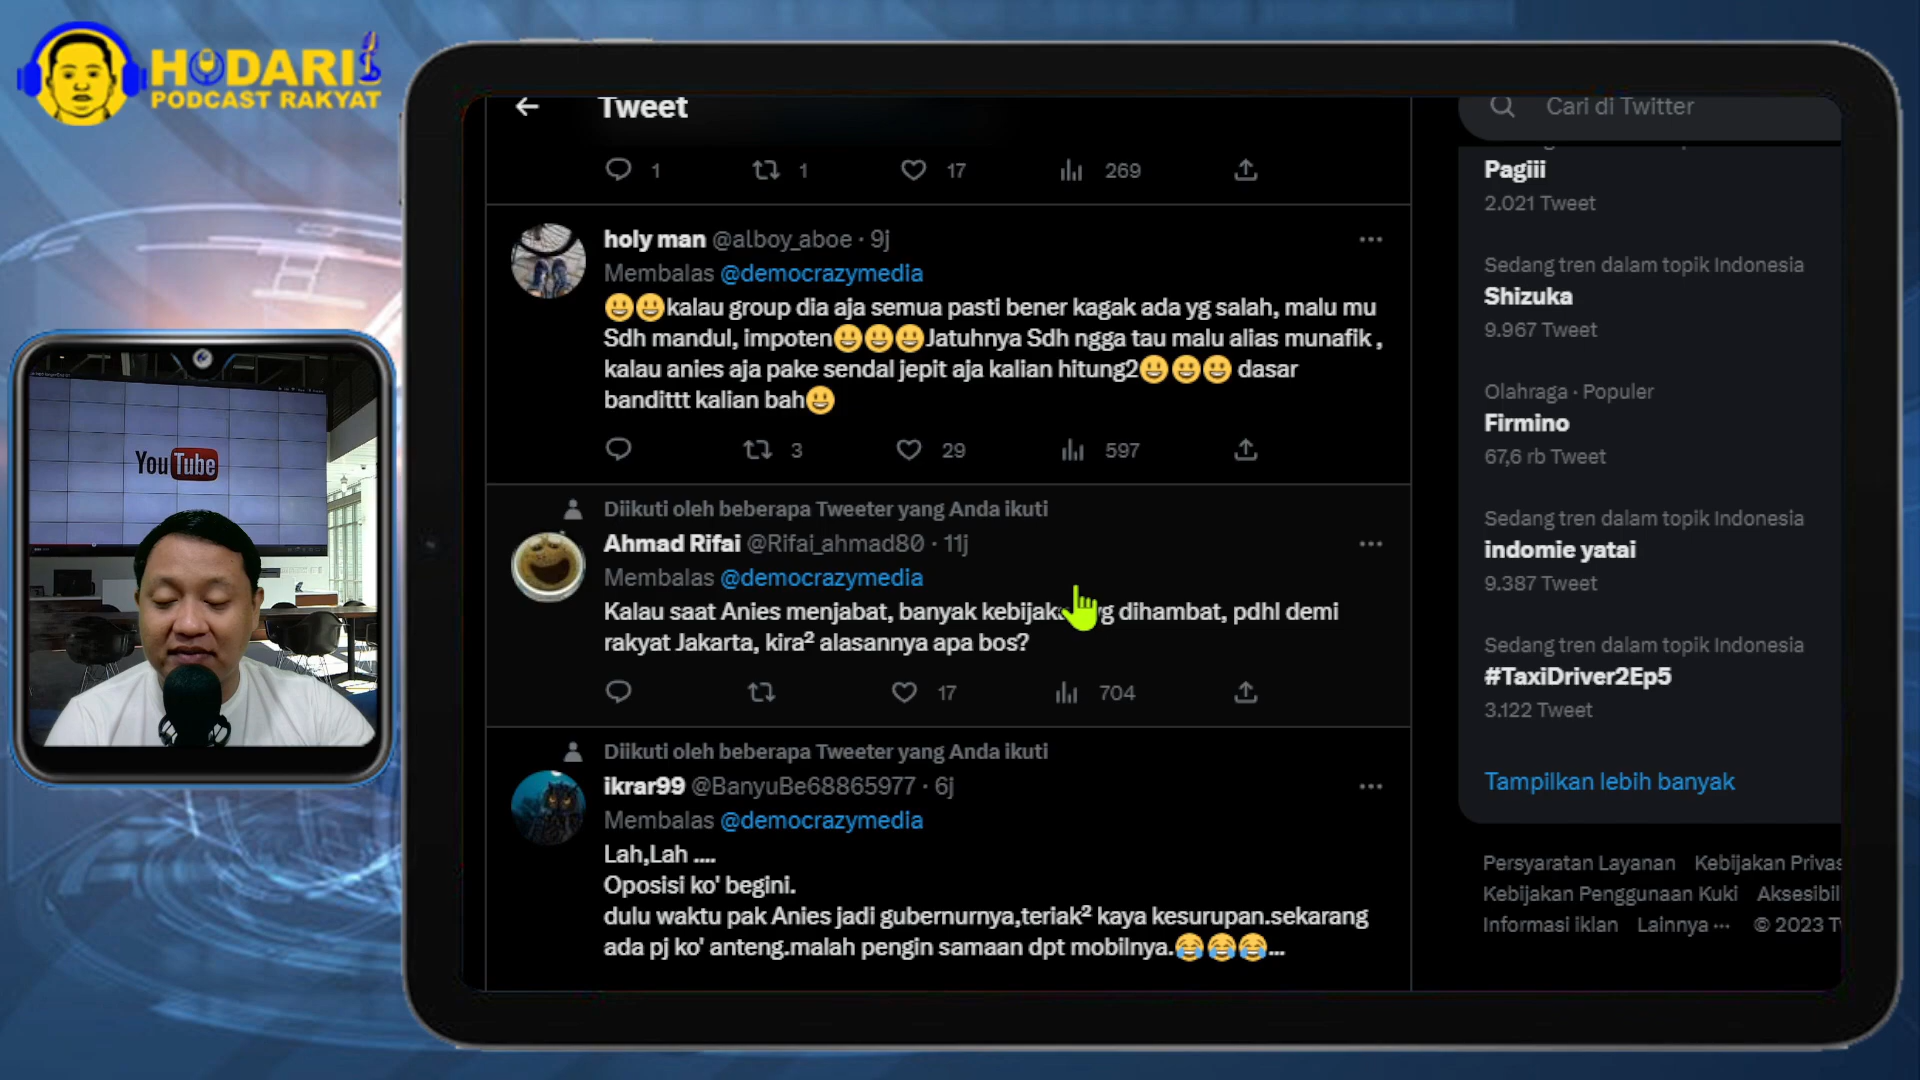 HODARI
PODCAST RAKYAT
YouTube
Tweet
1 1 17 269
holy man @alboy_aboe · 9j
Membalas @democrazymedia
😀😀kalau group dia aja semua pasti bener kagak ada yg salah, malu mu
Sdh mandul, impoten😀😀😀Jatuhnya Sdh ngga tau malu alias munafik ,
kalau anies aja pake sendal jepit aja kalian hitung2😀😀😀 dasar
bandittt kalian bah😀
3 29 597
Diikuti oleh beberapa Tweeter yang Anda ikuti
Ahmad Rifai @Rifai_ahmad80 · 11j
Membalas @democrazymedia
Kalau saat Anies menjabat, banyak dihambat, pdhl demi
rakyat Jakarta, kira² alasannya apa bos?
17 704
Diikuti oleh beberapa Tweeter yang Anda ikuti
ikrar99 @BanyuBe68865977 · 6j
Membalas @democrazymedia
Lah,Lah ....
Oposisi ko' begini.
dulu waktu pak Anies jadi gubernurnya,teriak² kaya kesurupan.sekarang
ada pj ko' anteng.malah pengin samaan dpt mobilnya.😂😂😂...
Cari di Twitter
Pagiii
2.021 Tweet
Sedang tren dalam topik Indonesia
Shizuka
9.967 Tweet
Olahraga · Populer
Firmino
67,6 rb Tweet
Sedang tren dalam topik Indonesia
indomie yatai
9.387 Tweet
Sedang tren dalam topik Indonesia
#TaxiDriver2Ep5
3.122 Tweet
Tampilkan lebih banyak
Persyaratan Layanan Kebijakan Privas
Kebijakan Penggunaan Kuki Aksesibil
Informasi iklan Lainnya ··· © 2023 T